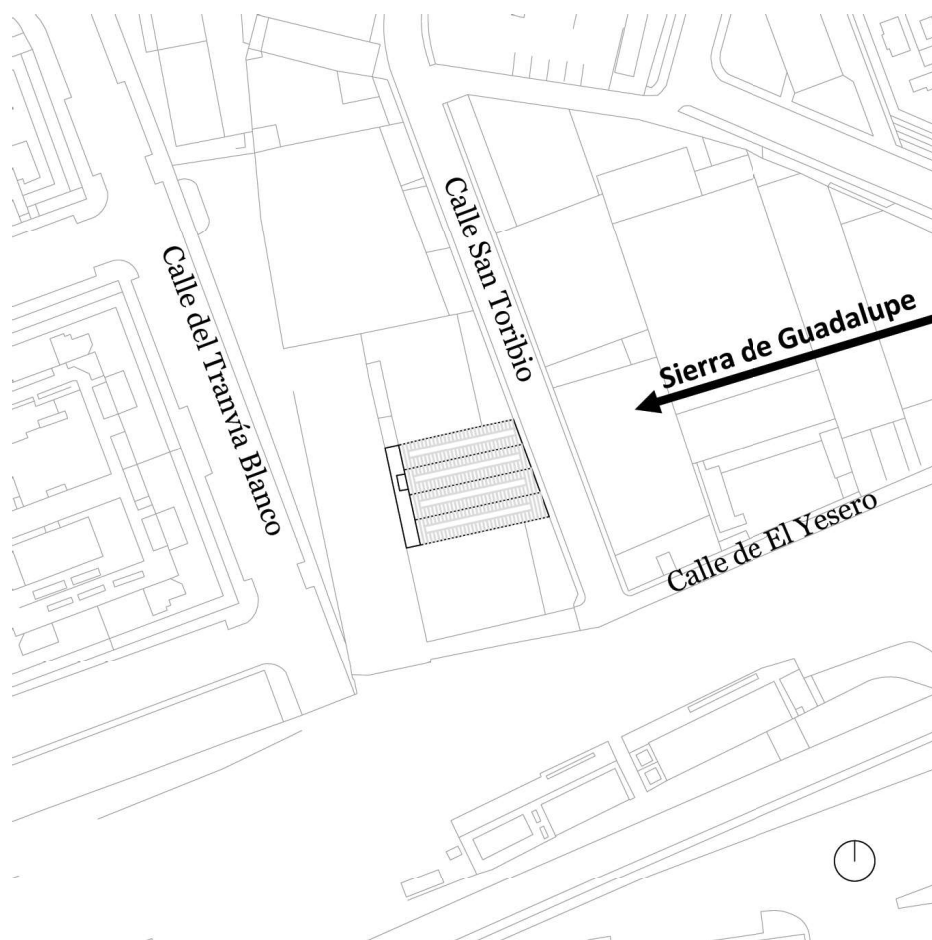 Calle San Toribio
Calle del Tranvía Blanco
Sierra de Guadalupe
Calle de El Yesero